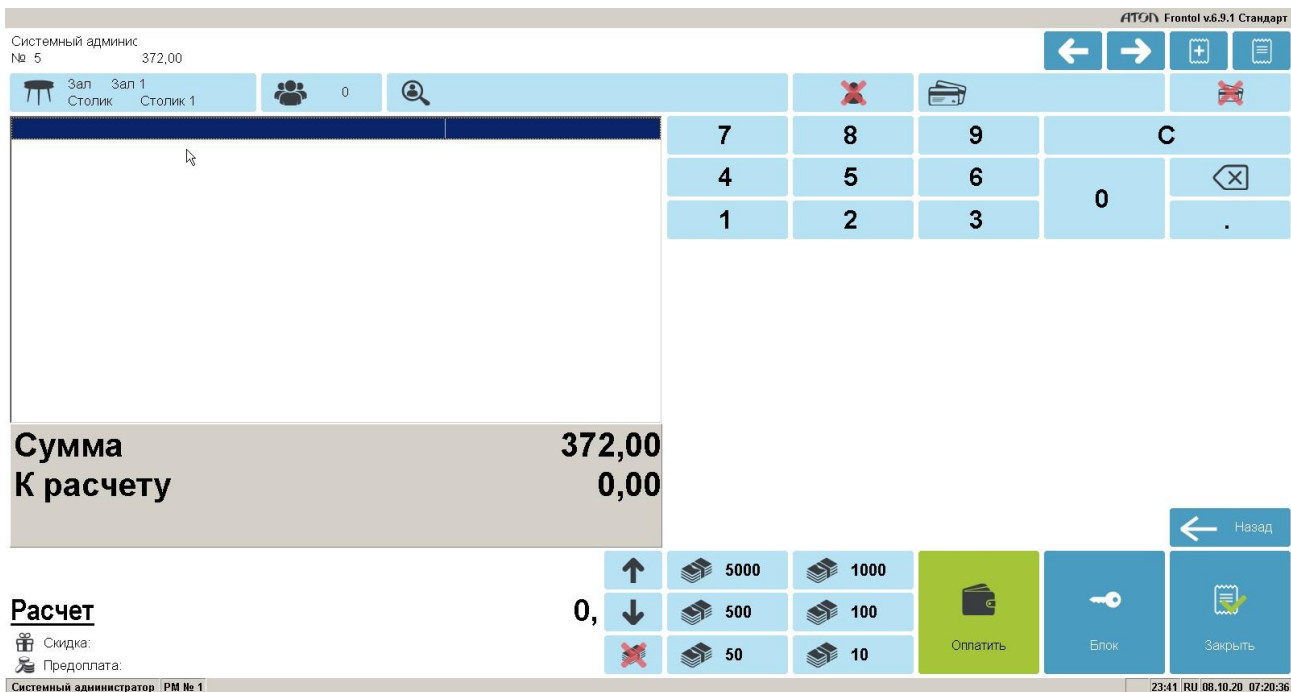 ATOL Frontol v.6.9.1 Стандарт
Системный админис
№ 5 372,00
Зал Зал 1
Столик Столик 1
0
7 8 9 C
4 5 6
0
1 2 3 .
Сумма 372,00
К расчету 0,00
Назад
5000 1000
Расчет 0,
500 100
Скидка:
50 10
Оплатить Блок Закрыть
Предоплата:
Системный администратор РМ № 1 23:41 RU 08.10.20 07:20:36